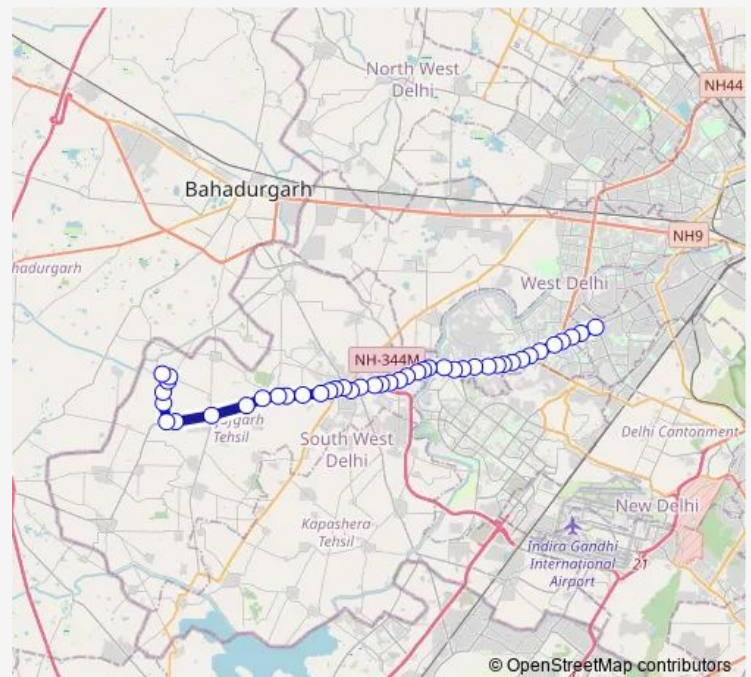 North West
Delhi
NH44
Bahadurgarh
NH9
hadurgarh
West Delhi
NH-344M
Tehsil
South West
Delhi
Delhi Cantonment
New Delhi
Kapashera
Tehsil
Indira Gandhi
International
Airport
21
© OpenStreetMap contributors